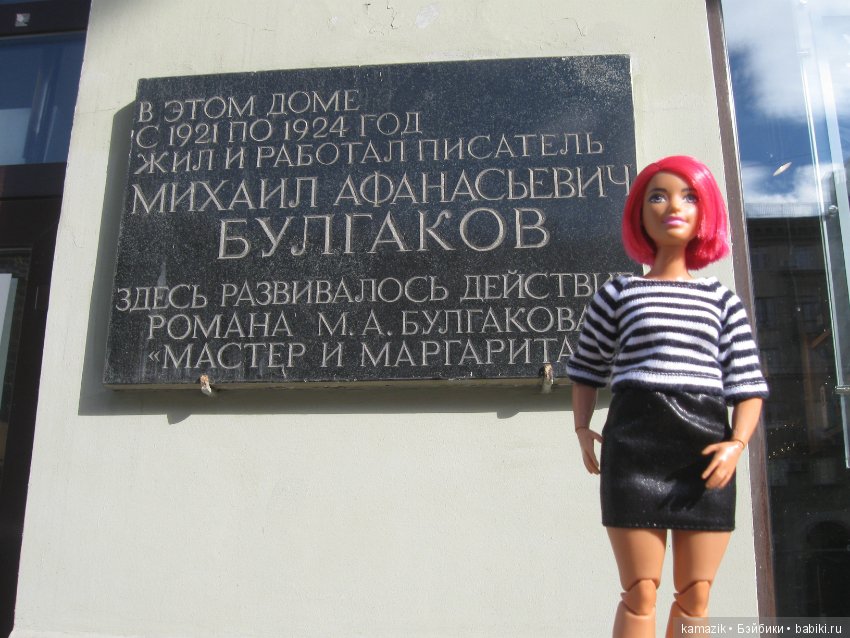 В ЭТОМ ДОМЕ
С 1921 ПО 1924 ГОД
ЖИЛ И РАБОТАЛ ПИСАТЕЛЬ
МИХАИЛ АФАНАСЬЕВИЧ
БУЛГАКОВ
ЗДЕСЬ РАЗВИВАЛОСЬ ДЕЙСТВИЕ
РОМАНА М. А. БУЛГАКОВА
«МАСТЕР И МАРГАРИТА
kamazik • Бэйбики • babiki.ru